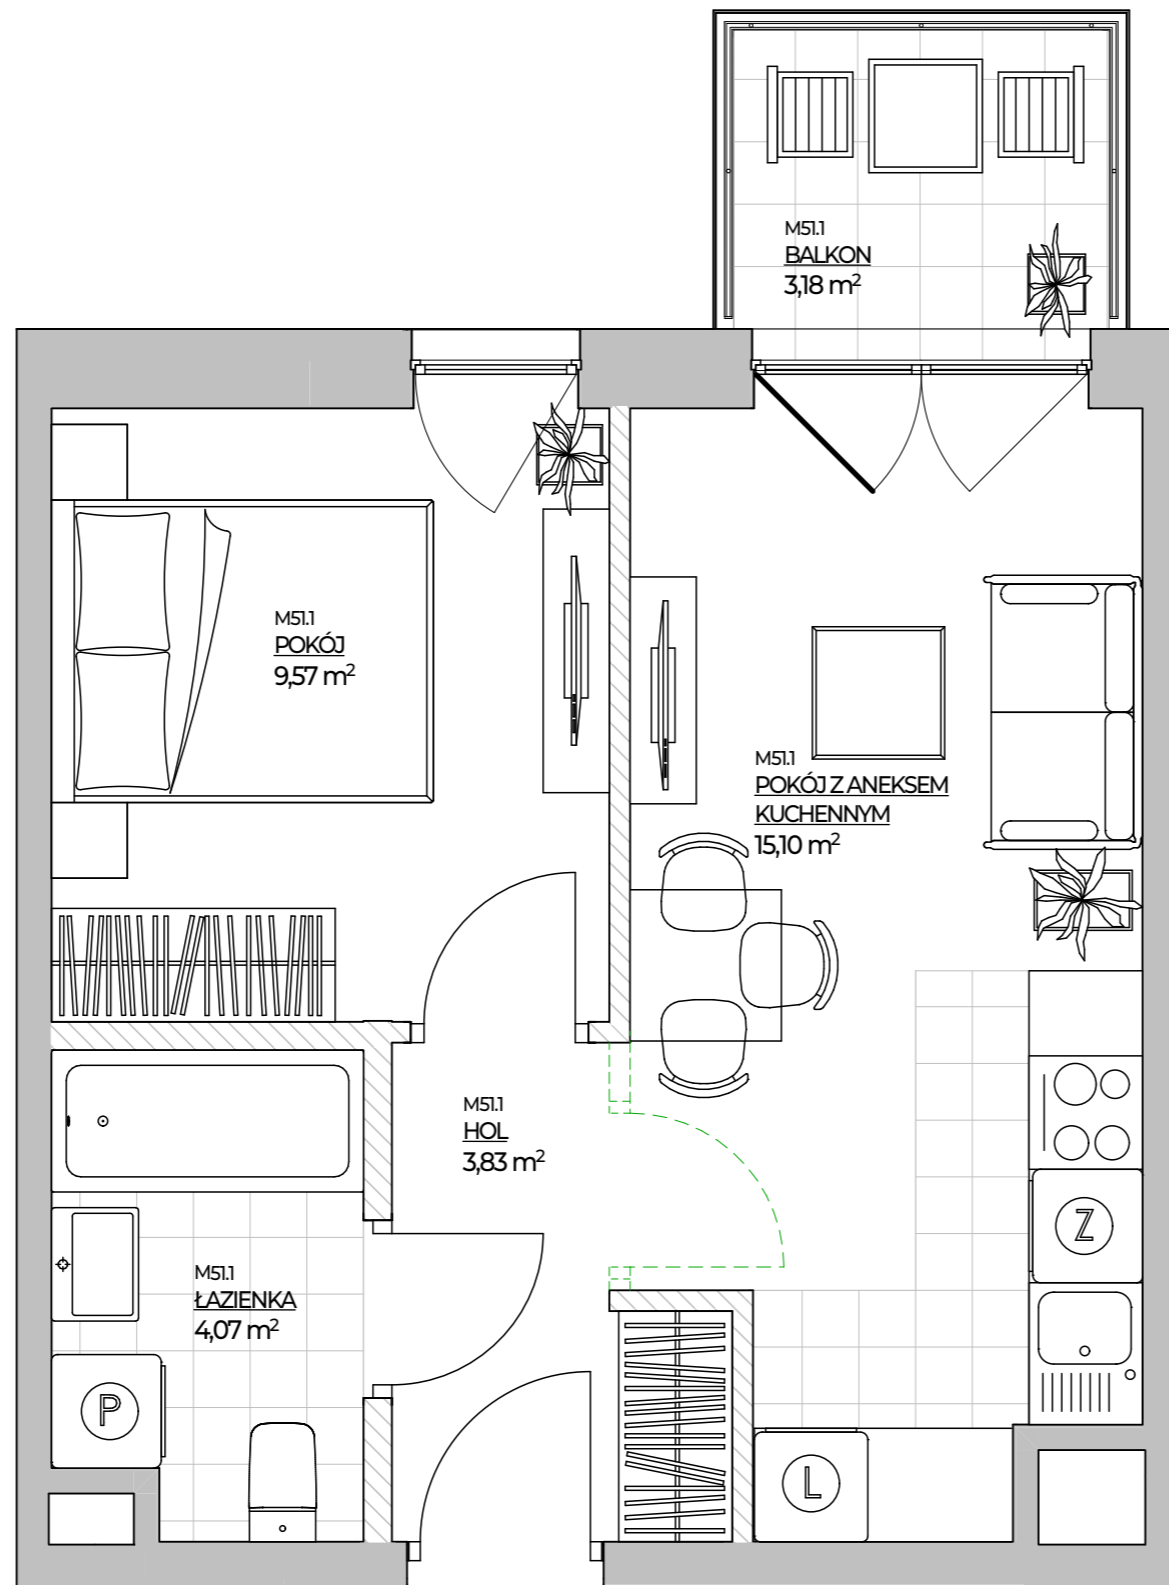 M51.1
BALKON
3,18 m²
M51.1
POKÓJ
9,57 m²
M51.1
POKÓJ Z ANEKSEM
KUCHENNYM
15,10 m²
M51.1
HOL
3,83 m²
Z
M51.1
ŁAZIENKA
4,07 m²
P
L